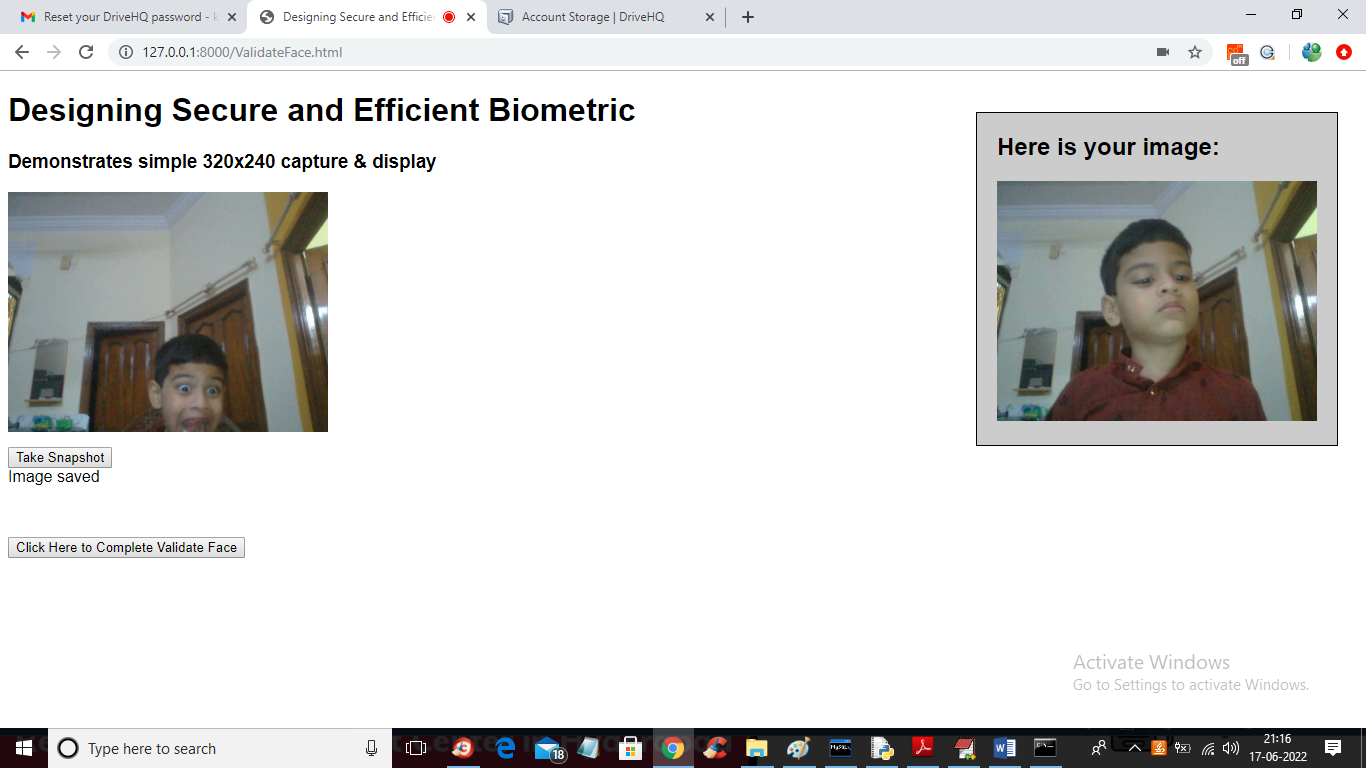 Reset your DriveHQ password - k
Designing Secure and Efficie
Account Storage | DriveHQ
127.0.0.1:8000/ValidateFace.html
off
Designing Secure and Efficient Biometric
Demonstrates simple 320x240 capture & display
Here is your image:
Take Snapshot
Image saved
Click Here to Complete Validate Face
Activate Windows
Go to Settings to activate Windows.
Type here to search
18
21:16
17-06-2022